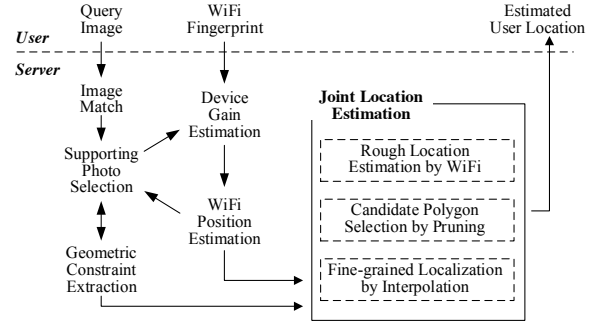 Query
Image
WiFi
Fingerprint
Estimated
User Location
User
Server
Image
Match
Device
Gain
Estimation
Supporting
Photo
Selection
WiFi
Position
Estimation
Geometric
Constraint
Extraction
Joint Location
Estimation
Rough Location
Estimation by WiFi
Candidate Polygon
Selection by Pruning
Fine-grained Localization
by Interpolation